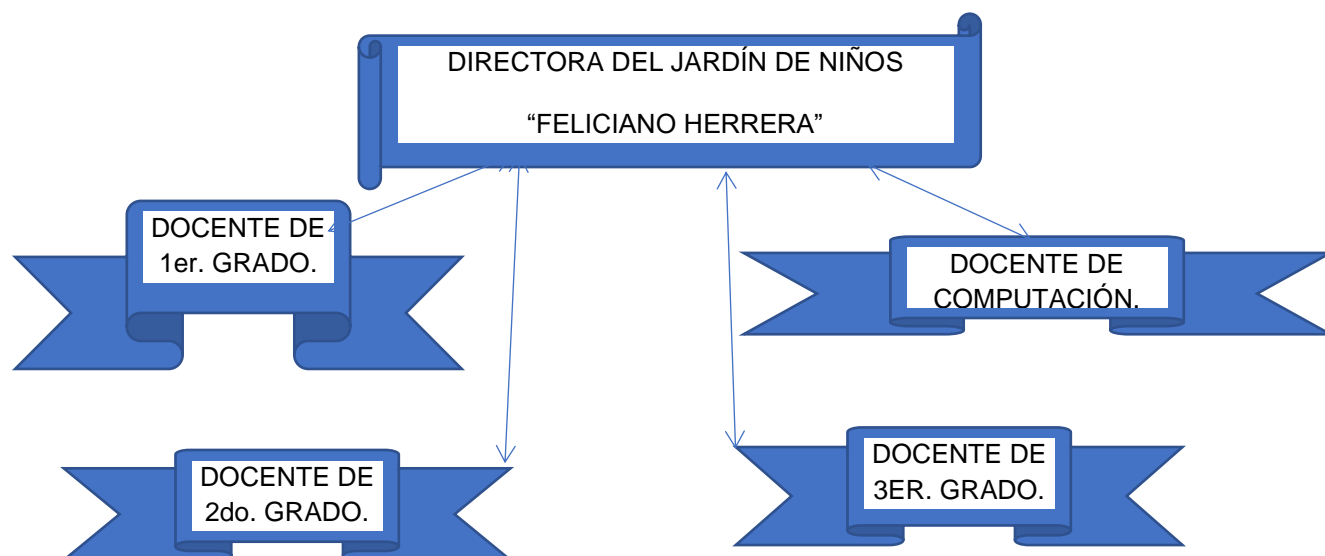 DIRECTORA DEL JARDÍN DE NIÑOS
“FELICIANO HERRERA”
DOCENTE DE
1er. GRADO.
DOCENTE DE
COMPUTACIÓN.
DOCENTE DE
2do. GRADO.
DOCENTE DE
3ER. GRADO.